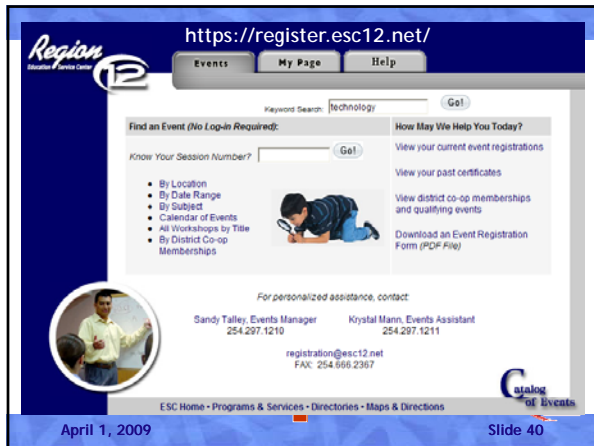 https://register.esc12.net/
Region
Education Service Center
12
Events
My Page
Help
Keyword Search: technology Go!
Find an Event (No Log-in Required):
Know Your Session Number? Go!
• By Location
• By Date Range
• By Subject
• Calendar of Events
• All Workshops by Title
• By District Co-op
Memberships
How May We Help You Today?
View your current event registrations
View your past certificates
View district co-op memberships
and qualifying events
Download an Event Registration
Form (PDF File)
For personalized assistance, contact:
Sandy Talley, Events Manager
254.297.1210
Krystal Mann, Events Assistant
254.297.1211
registration@esc12.net
FAX: 254.666.2367
Catalog
of Events
ESC Home • Programs & Services • Directories • Maps & Directions
April 1, 2009
Slide 40